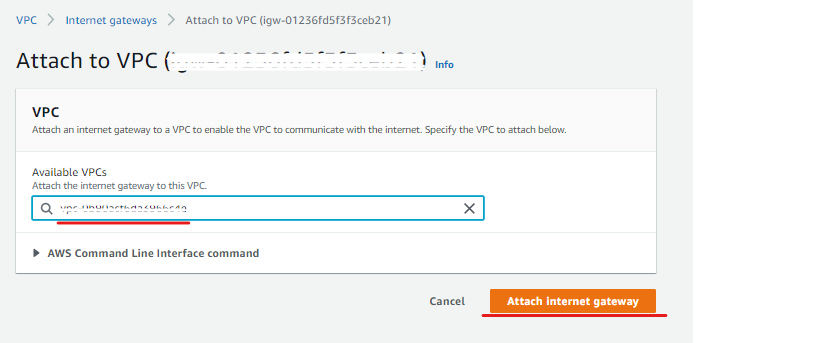 VPC > Internet gateways > Attach to VPC (igw-01236fd5f3f3ceb21)
Attach to VPC ( ) Info
VPC
Attach an internet gateway to a VPC to enable the VPC to communicate with the internet. Specify the VPC to attach below.
Available VPCs
Attach the internet gateway to this VPC.
AWS Command Line Interface command
Cancel Attach internet gateway